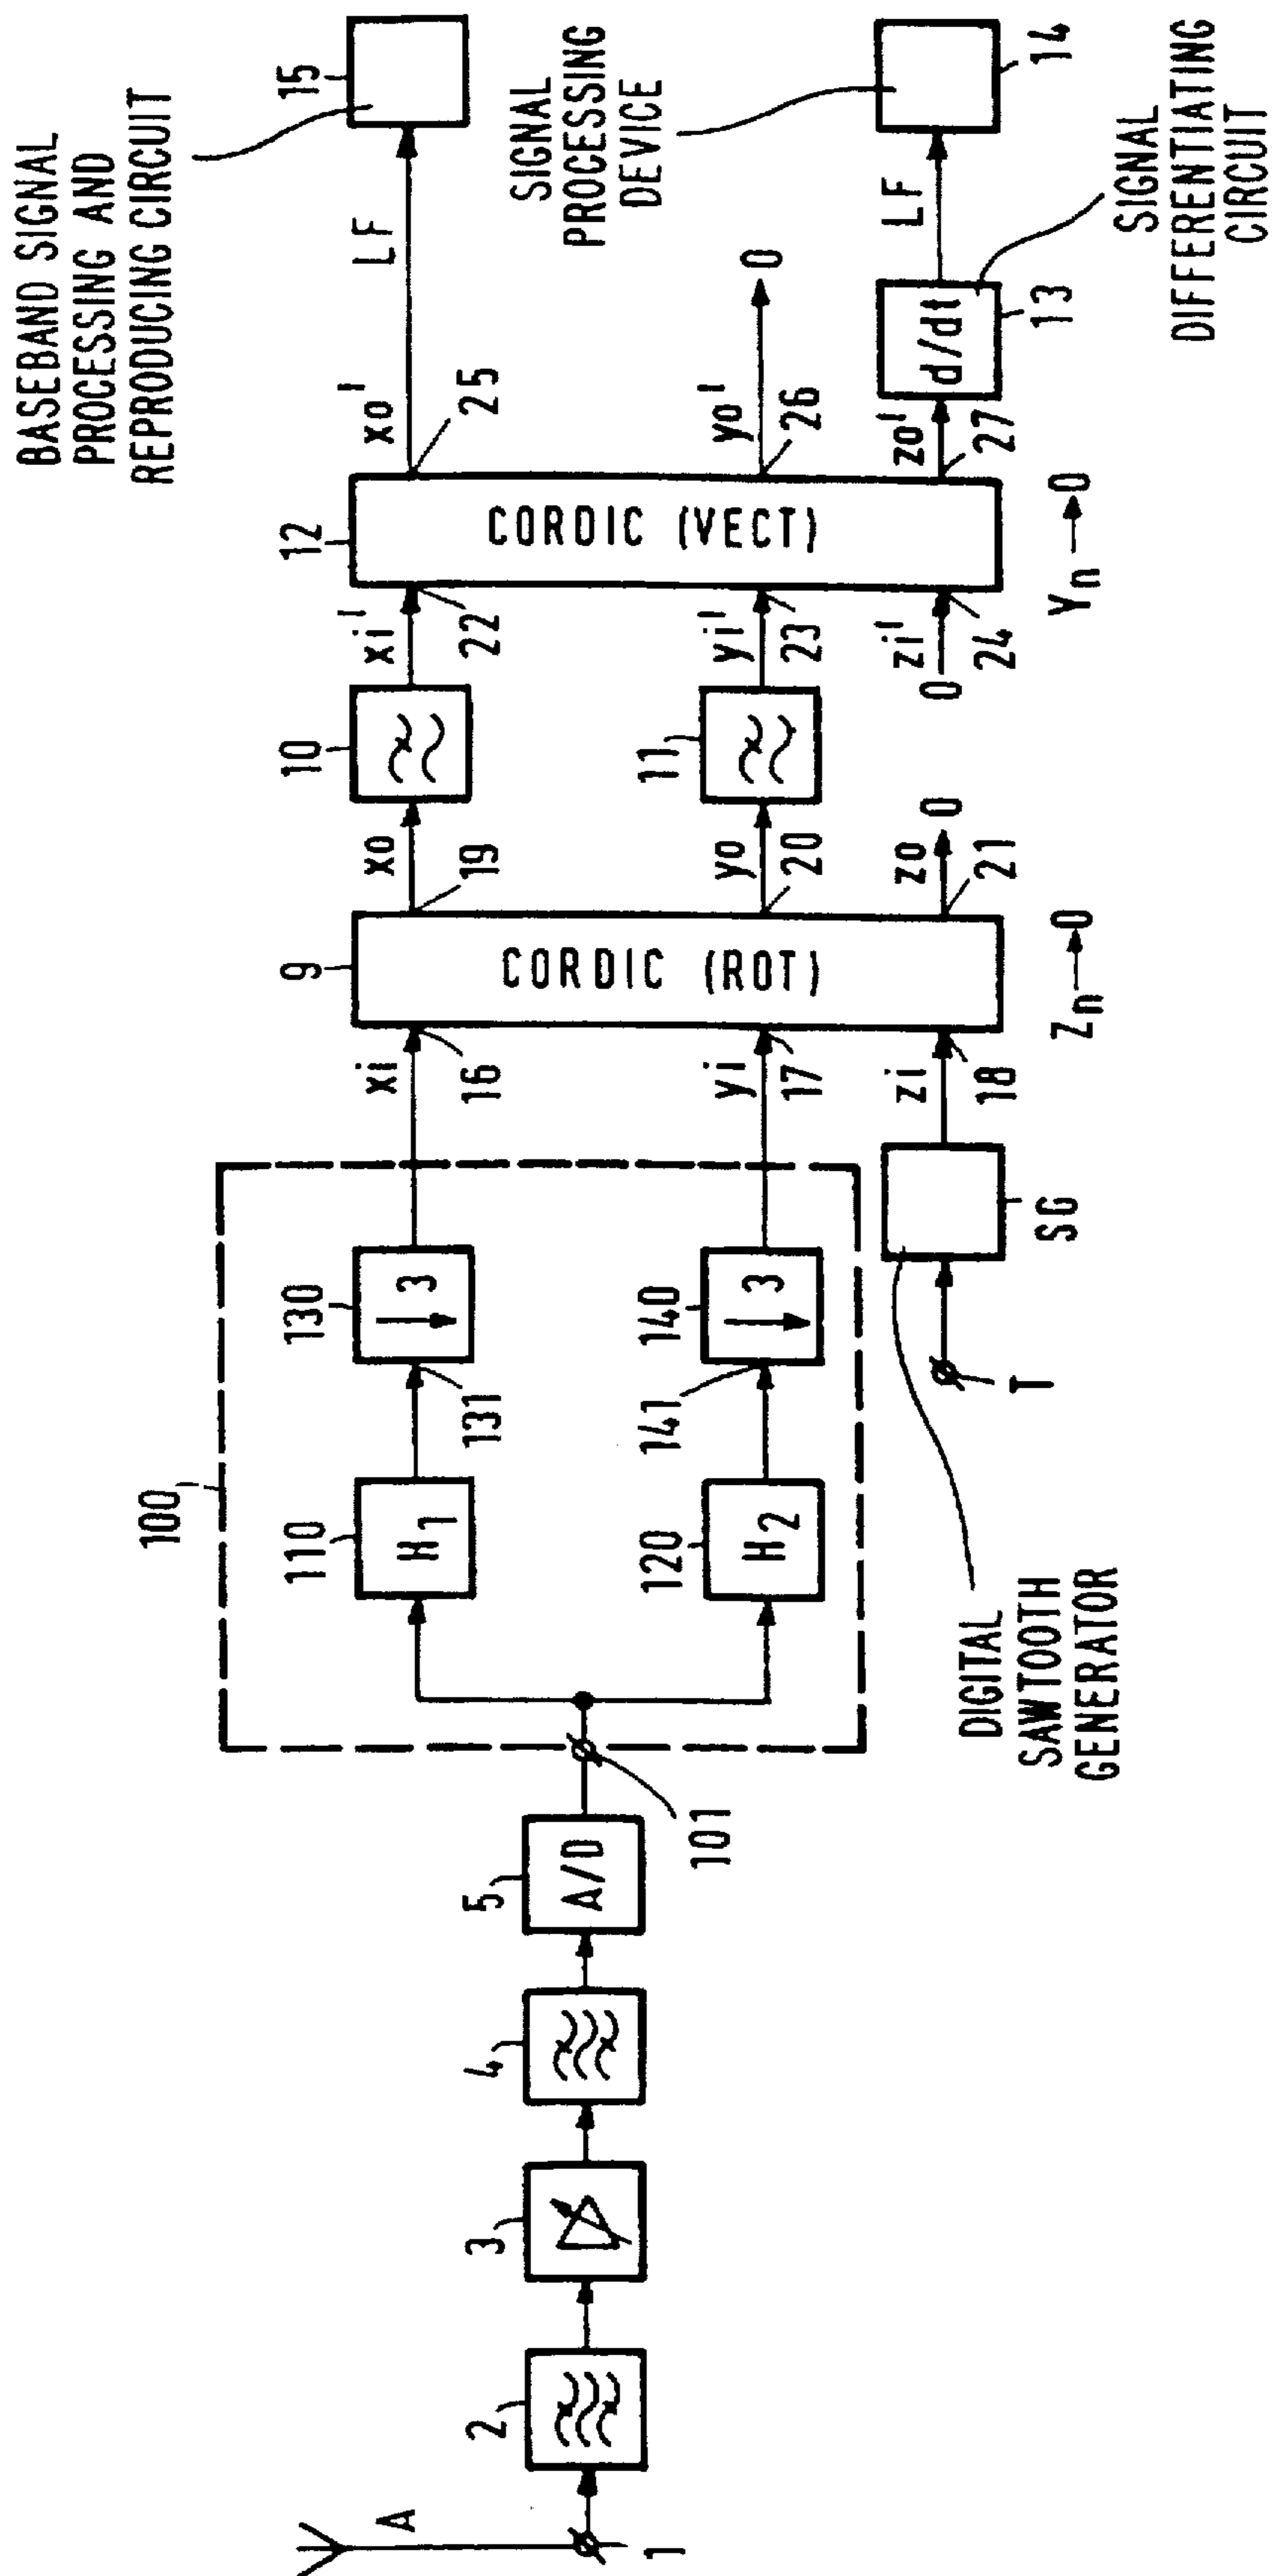 A
1
2
3
4
5
A/D
101
100
110
H1
120
H2
131
130
3
141
140
3
DIGITAL
SAWTOOTH
GENERATOR
T
SG
xi
16
yi
17
zi
18
9
CORDIC (ROT)
Zn → 0
xo
19
yo
20
zo
21
0
10
11
xi'
22
yi'
23
zi'
0
24
12
CORDIC (VECT)
Yn → 0
xo'
25
yo'
26
0
zo'
27
LF
d/dt
13
SIGNAL
DIFFERENTIATING
CIRCUIT
LF
14
SIGNAL
PROCESSING
DEVICE
15
BASEBAND SIGNAL
PROCESSING AND
REPRODUCING CIRCUIT